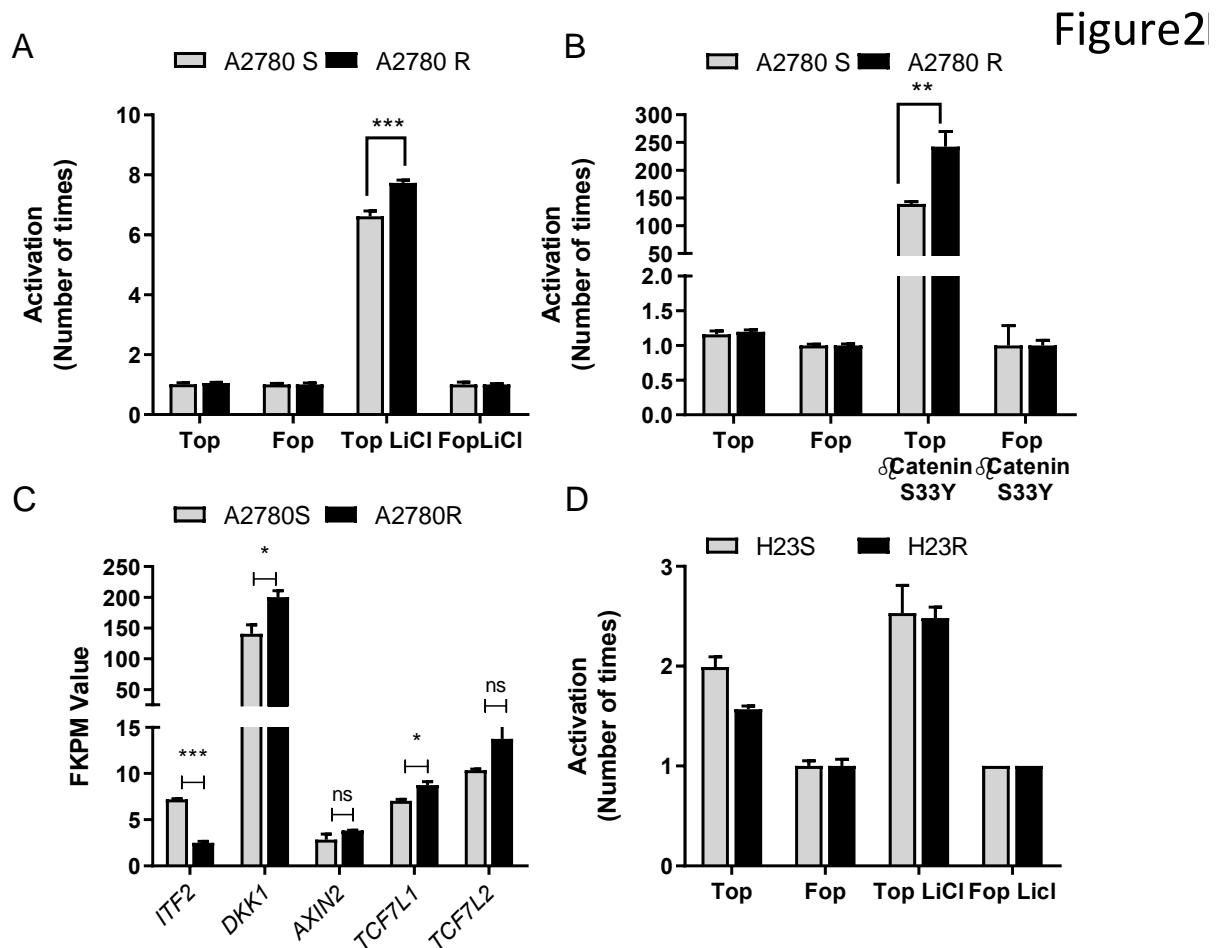 Figure2
A
A2780 S A2780 R
Activation
(Number of times)
10
8
6
4
2
0
***
Top Fop Top LiCl FopLiCl
B
A2780 S A2780 R
Activation
(Number of times)
300
250
200
150
100
50
2.0
1.5
1.0
0.5
0.0
**
Top Fop Top Fop
Catenin Catenin
S33Y S33Y
C
A2780S A2780R
FKPM Value
250
200
150
100
50
15
10
5
0
***
*
ns
*
ns
ITF2 DKK1 AXIN2 TCF7L1 TCF7L2
D
H23S H23R
Activation
(Number of times)
3
2
1
0
Top Fop Top LiCl Fop Licl